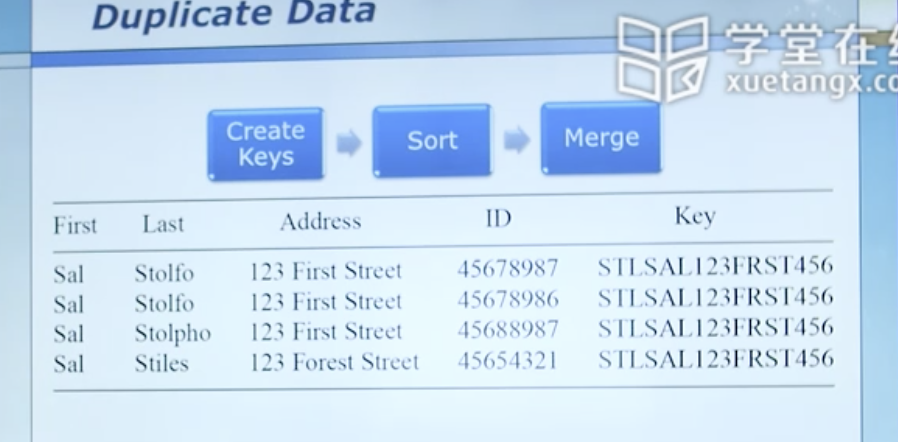 Duplicate Data
学堂在线
xuetangx.co
Create
Keys
Sort
Merge
First Last Address ID Key
Sal Stolfo 123 First Street 45678987 STLSAL123FRST456
Sal Stolfo 123 First Street 45678986 STLSAL123FRST456
Sal Stolpho 123 First Street 45688987 STLSAL123FRST456
Sal Stiles 123 Forest Street 45654321 STLSAL123FRST456